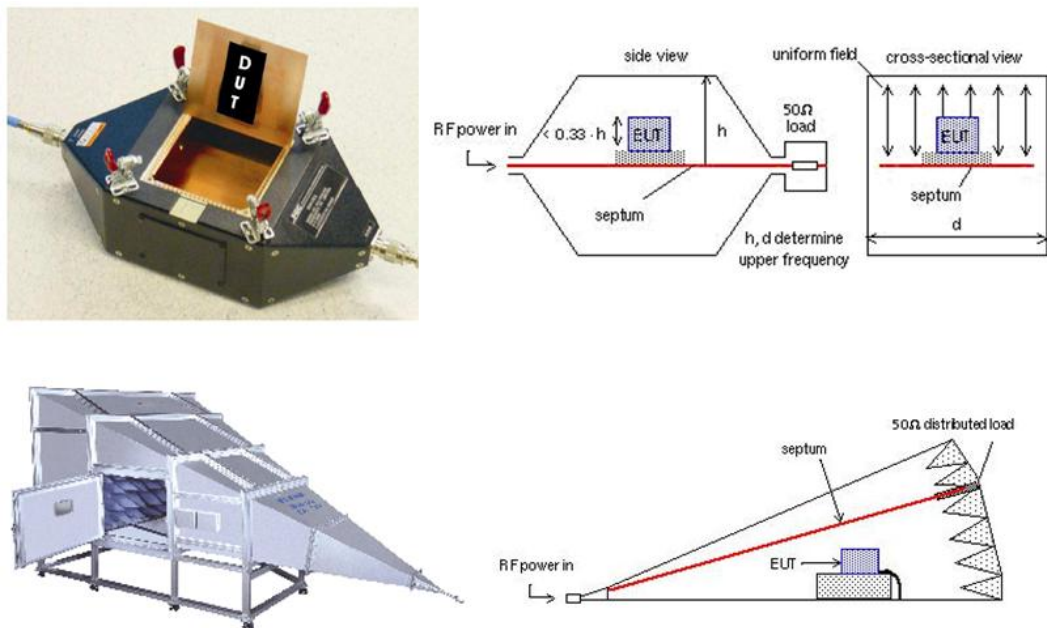 DUT
side view
RF power in
< 0.33 · h
EUT
h
50Ω
load
septum
h, d determine
upper frequency
uniform field
cross-sectional view
EUT
septum
d
50Ω distributed load
septum
EUT
RF power in